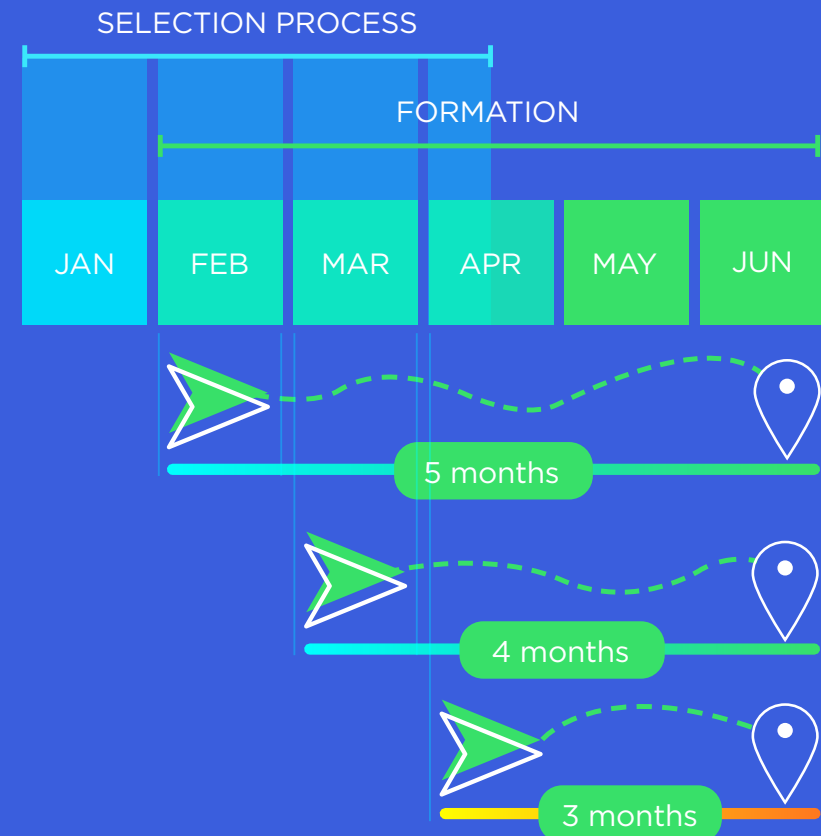 SELECTION PROCESS
FORMATION
JAN FEB MAR APR MAY JUN
5 months
4 months
3 months